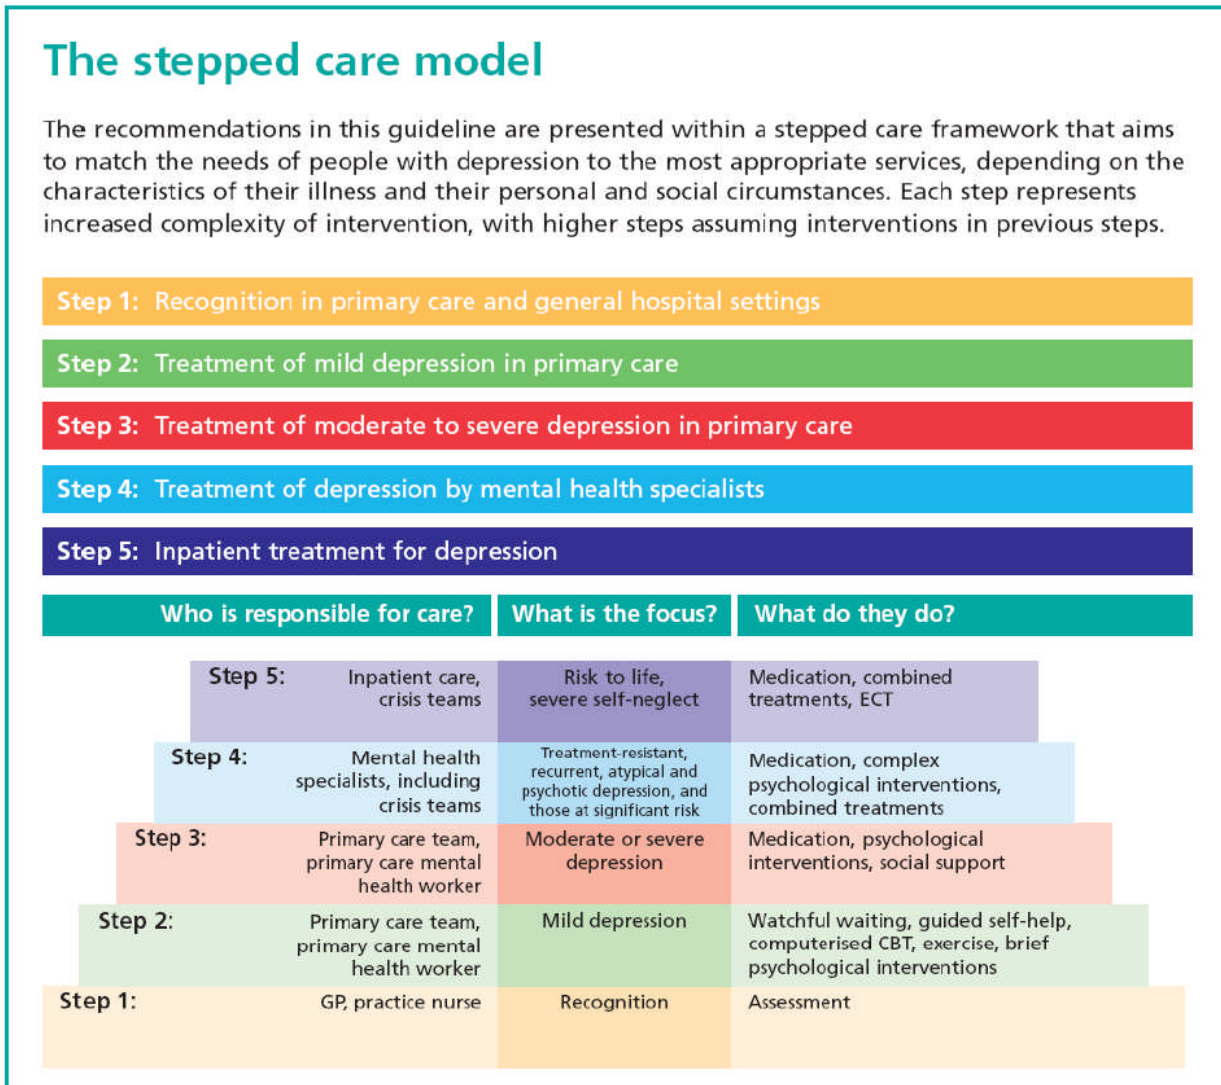 The stepped care model
The recommendations in this guideline are presented within a stepped care framework that aims
to match the needs of people with depression to the most appropriate services, depending on the
characteristics of their illness and their personal and social circumstances. Each step represents
increased complexity of intervention, with higher steps assuming interventions in previous steps.
Step 1: Recognition in primary care and general hospital settings
Step 2: Treatment of mild depression in primary care
Step 3: Treatment of moderate to severe depression in primary care
Step 4: Treatment of depression by mental health specialists
Step 5: Inpatient treatment for depression
Who is responsible for care? What is the focus? What do they do?
Step 5:
Inpatient care,
crisis teams
Risk to life,
severe self-neglect
Medication, combined
treatments, ECT
Step 4:
Mental health
specialists, including
crisis teams
Treatment-resistant,
recurrent, atypical and
psychotic depression, and
those at significant risk
Medication, complex
psychological interventions,
combined treatments
Step 3:
Primary care team,
primary care mental
health worker
Moderate or severe
depression
Medication, psychological
interventions, social support
Step 2:
Primary care team,
primary care mental
health worker
Mild depression
Watchful waiting, guided self-help,
computerised CBT, exercise, brief
psychological interventions
Step 1:
GP, practice nurse
Recognition
Assessment